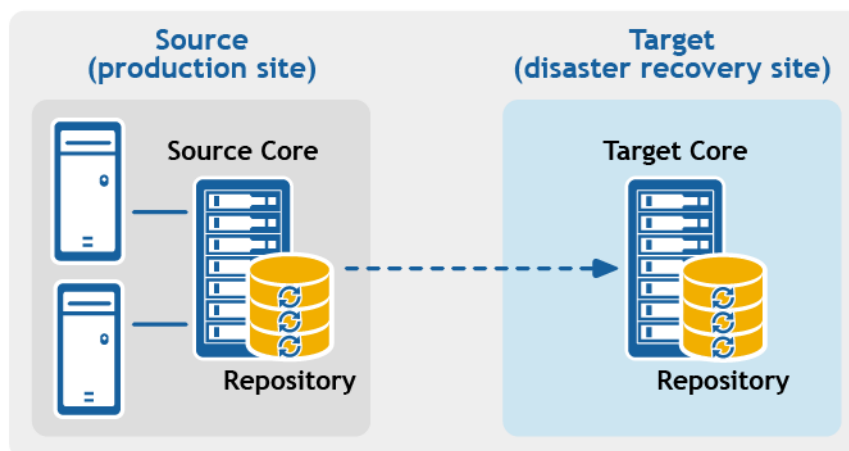 Source
(production site)
Target
(disaster recovery site)
Source Core
Target Core
Repository
Repository